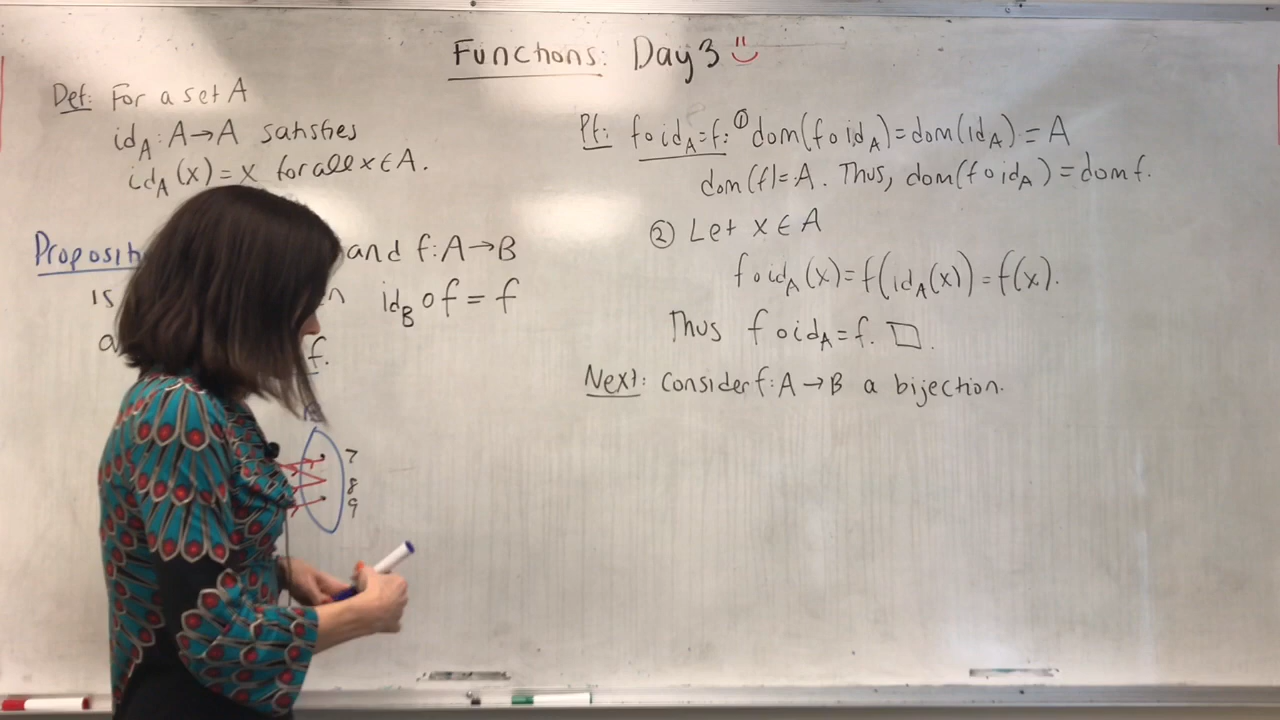 Functions: Day 3
Def: For a set A
id_A: A→A satisfies
id_A(x) = x for all x ∈ A.
and f: A→B
is
id_B ∘ f = f
f.
7
8
9
Pf: f∘id_A = f: ① dom(f∘id_A) = dom(id_A) = A
dom(f) = A. Thus, dom(f∘id_A) = dom f.
② Let x ∈ A
f∘id_A(x) = f(id_A(x)) = f(x).
Thus f∘id_A = f. □.
Next: Consider f: A→B a bijection.